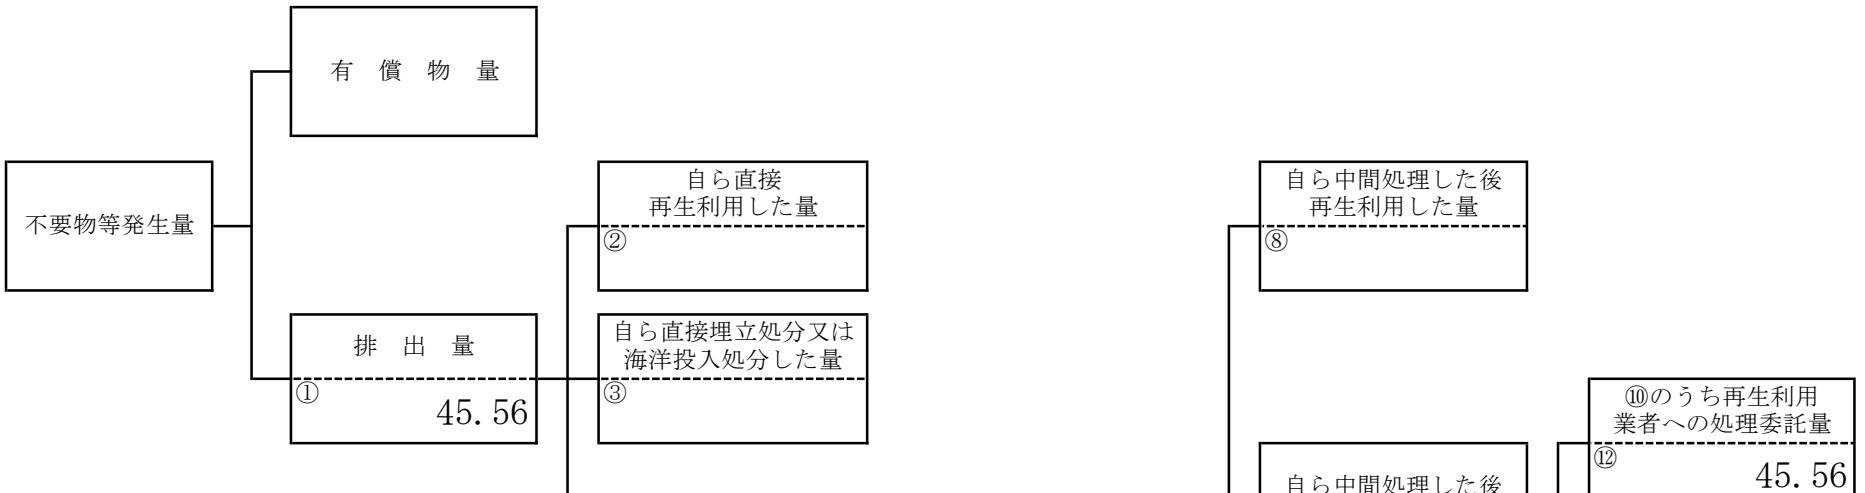 有　償　物　量
不要物等発生量
自ら直接
再生利用した量
②
自ら中間処理した後
再生利用した量
⑧
排　出　量
①
45.56
自ら直接埋立処分又は
海洋投入処分した量
③
⑩のうち再生利用
業者への処理委託量
⑫
45.56
自ら中間処理した後